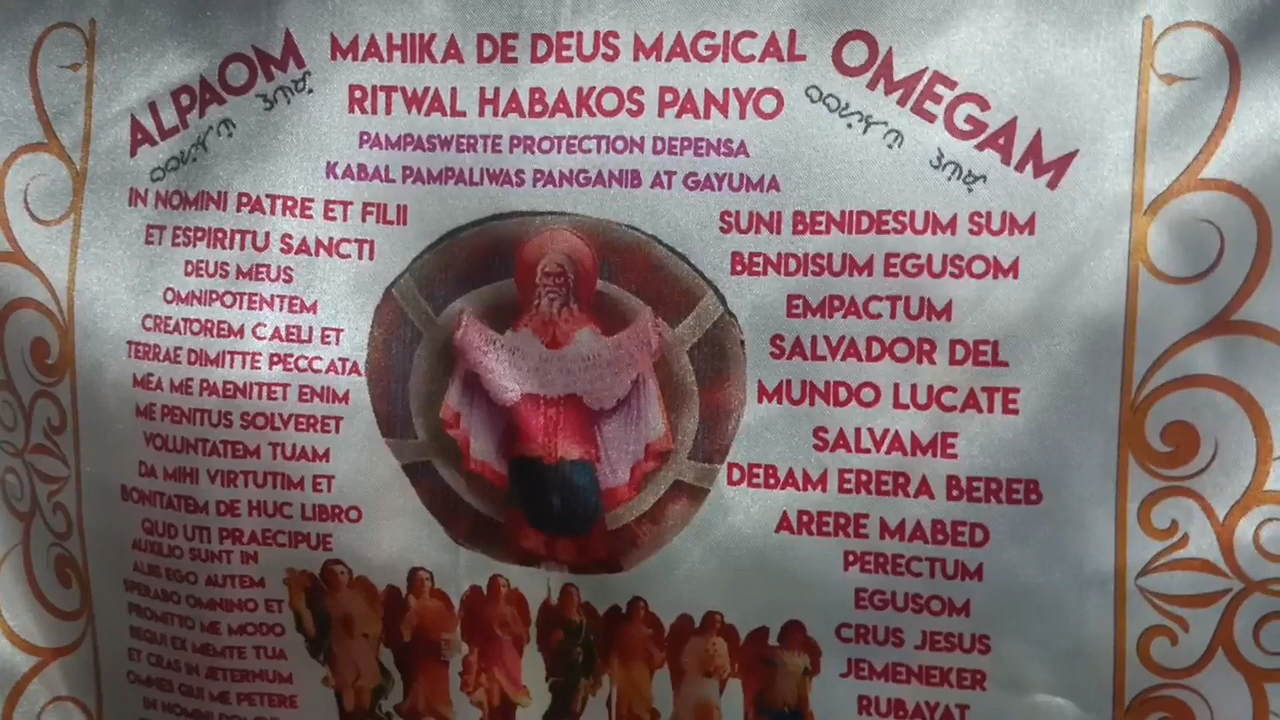 ALPAOM
MAHIKA DE DEUS MAGICAL
OMEGAM
RITWAL HABAKOS PANYO
PAMPASWERTE PROTECTION DEPENSA
KABAL PAMPALIWAS PANGANIB AT GAYUMA
IN NOMINI PATRE ET FILII
ET ESPIRITU SANCTI
DEUS MEUS
OMNIPOTENTEM
CREATOREM CAELI ET
TERRAE DIMITTE PECCATA
MEA ME PAENITET ENIM
ME PENITUS SOLVERET
VOLUNTATEM TUAM
DA MIHI VIRTUTIM ET
BONITATEM DE HUC LIBRO
QUD UTI PRAECIPUE
AUXILIO SUNT IN
ALIIS EGO AUTEM
SPERABO OMNINO ET
PROMITTO ME MODO
SEQUI EX MEMTE TUA
ET CRAS IN ÆTERNUM
OMNES QUI ME PETERE
IN
SUNI BENIDESUM SUM
BENDISUM EGUSOM
EMPACTUM
SALVADOR DEL
MUNDO LUCATE
SALVAME
DEBAM ERERA BEREB
ARERE MABED
PERECTUM
EGUSOM
CRUS JESUS
JEMENEKER
RUBAYAT